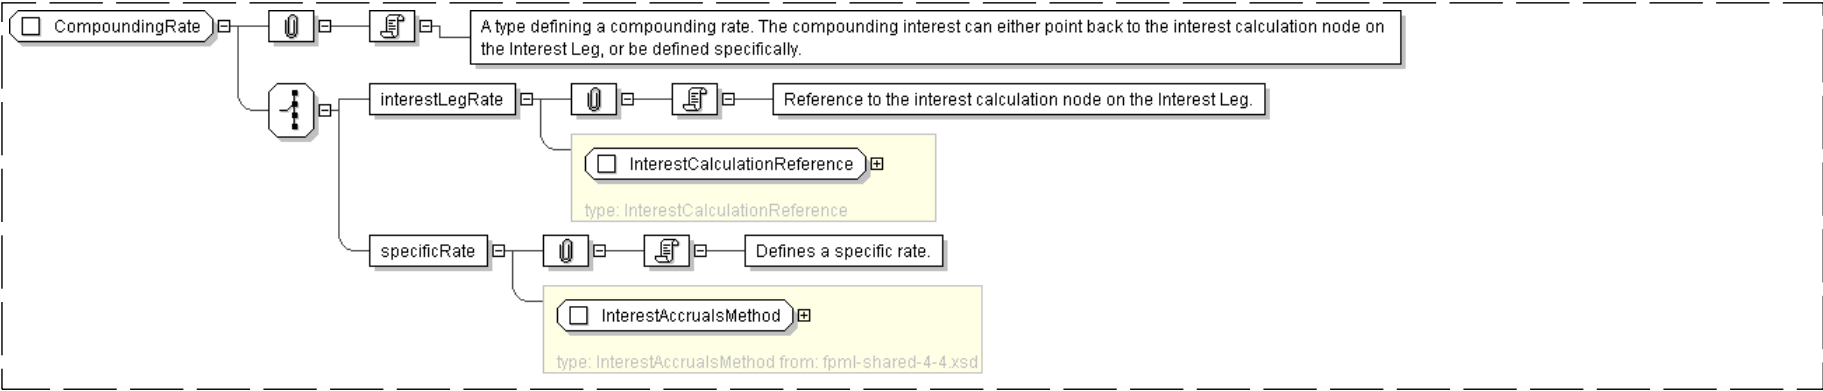 CompoundingRate
A type defining a compounding rate. The compounding interest can either point back to the interest calculation node on
the Interest Leg, or be defined specifically.
interestLegRate
Reference to the interest calculation node on the Interest Leg.
InterestCalculationReference
type: InterestCalculationReference
specificRate
Defines a specific rate.
InterestAccrualsMethod
type: InterestAccrualsMethod from: fpml-shared-4-4.xsd